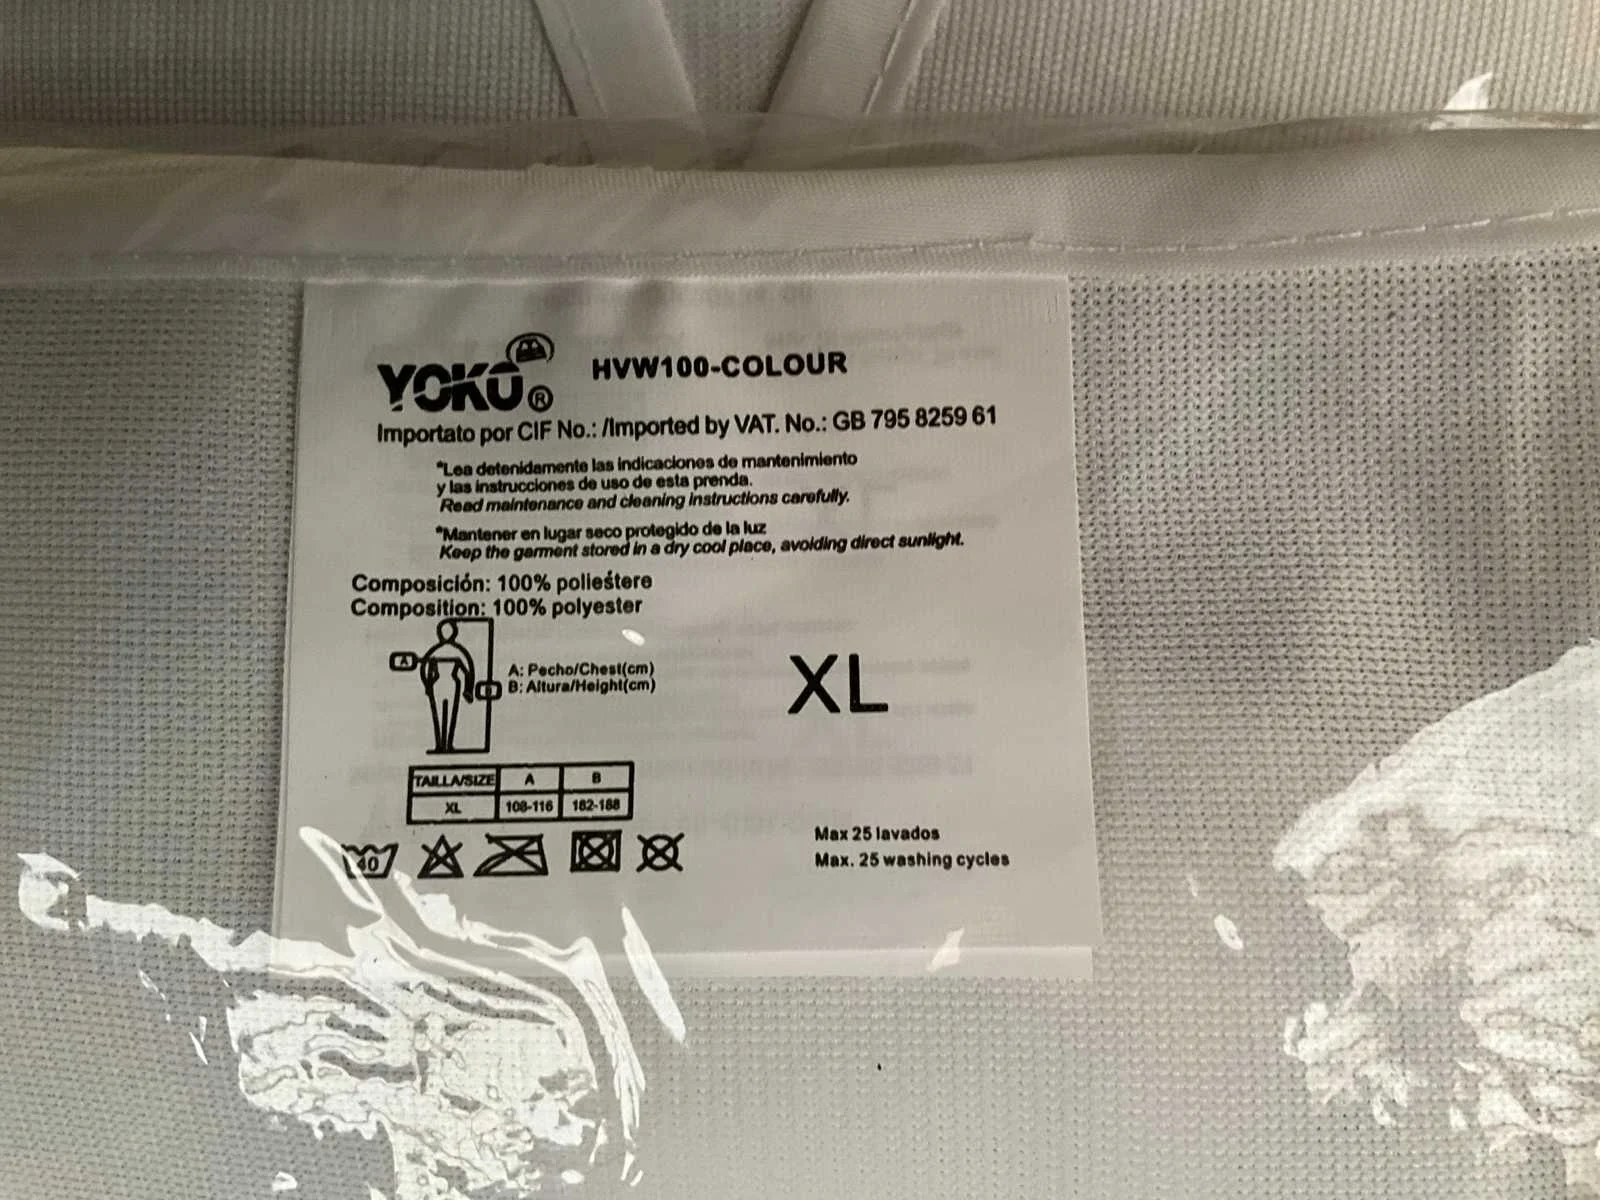 YOKO® HVW100-COLOUR
Importato por CIF No.: /Imported by VAT. No.: GB 795 8259 61
*Lea detenidamente las indicaciones de mantenimiento
y las instrucciones de uso de esta prenda.
Read maintenance and cleaning instructions carefully.
*Mantener en lugar seco protegido de la luz
Keep the garment stored in a dry cool place, avoiding direct sunlight.
Composición: 100% poliéstere
Composition: 100% polyester
A
A: Pecho/Chest(cm)
B: Altura/Height(cm)
XL
TAILLA/SIZE A B
XL 108-116 182-188
40
Max 25 lavados
Max. 25 washing cycles